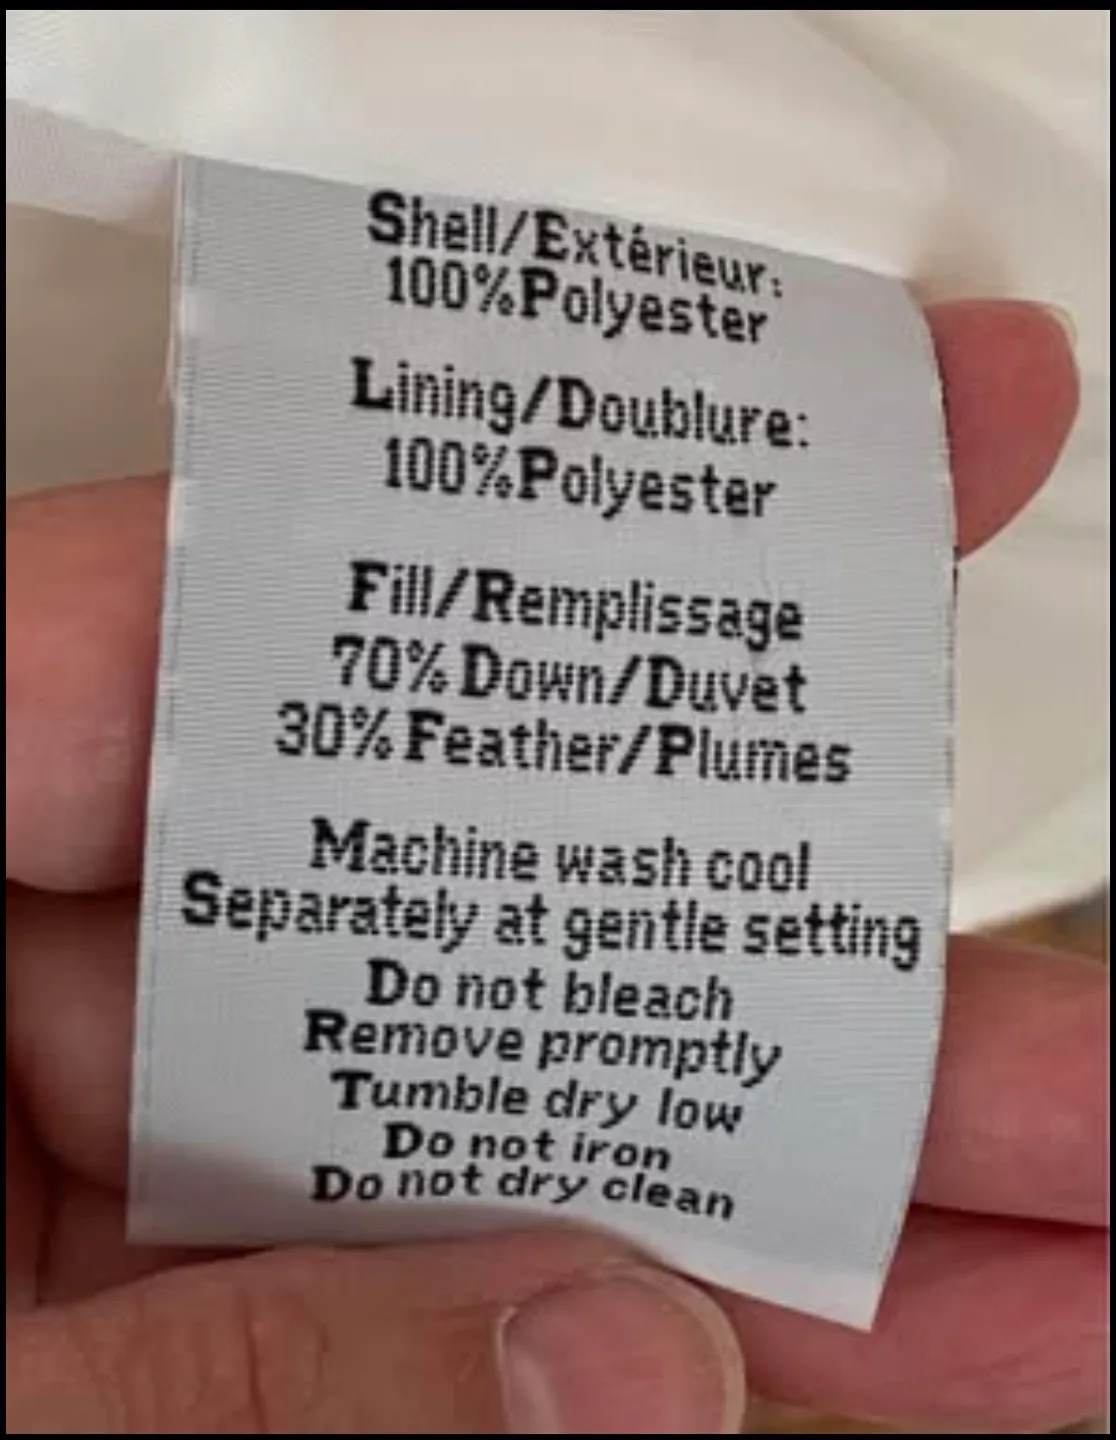 Shell/Extérieur:
100%Polyester
Lining/Doublure:
100%Polyester
Fill/Remplissage
70% Down/Duvet
30% Feather/Plumes
Machine wash cool
Separately at gentle setting
Do not bleach
Remove promptly
Tumble dry low
Do not iron
Do not dry clean